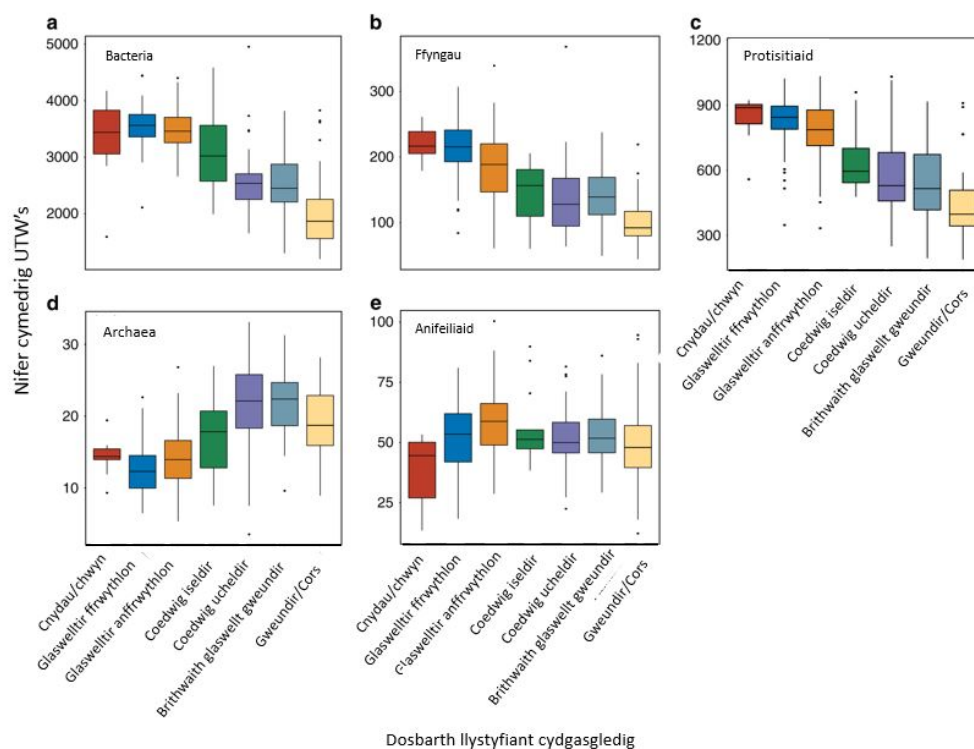 a
Bacteria
5000
4000
3000
2000
b
Ffyngau
300
200
100
c
Protisitiaid
1200
900
600
300
Cnydau/chwyn
Glaswelltir ffrwythlon
Glaswelltir anffrwythlon
Coedwig iseldir
Coedwig ucheldir
Brithwaith glaswellt gweundir
Gweundir/Cors
Nifer cymedrig UTW's
d
Archaea
30
20
10
Cnydau/chwyn
Glaswelltir ffrwythlon
Glaswelltir anffrwythlon
Coedwig iseldir
Coedwig ucheldir
Brithwaith glaswellt gweundir
Gweundir/Cors
e
Anifeiliaid
100
75
50
25
Cnydau/chwyn
Glaswelltir ffrwythlon
Glaswelltir anffrwythlon
Coedwig iseldir
Coedwig ucheldir
Brithwaith glaswellt gweundir
Gweundir/Cors
Dosbarth llystyfiant cydgasgledig